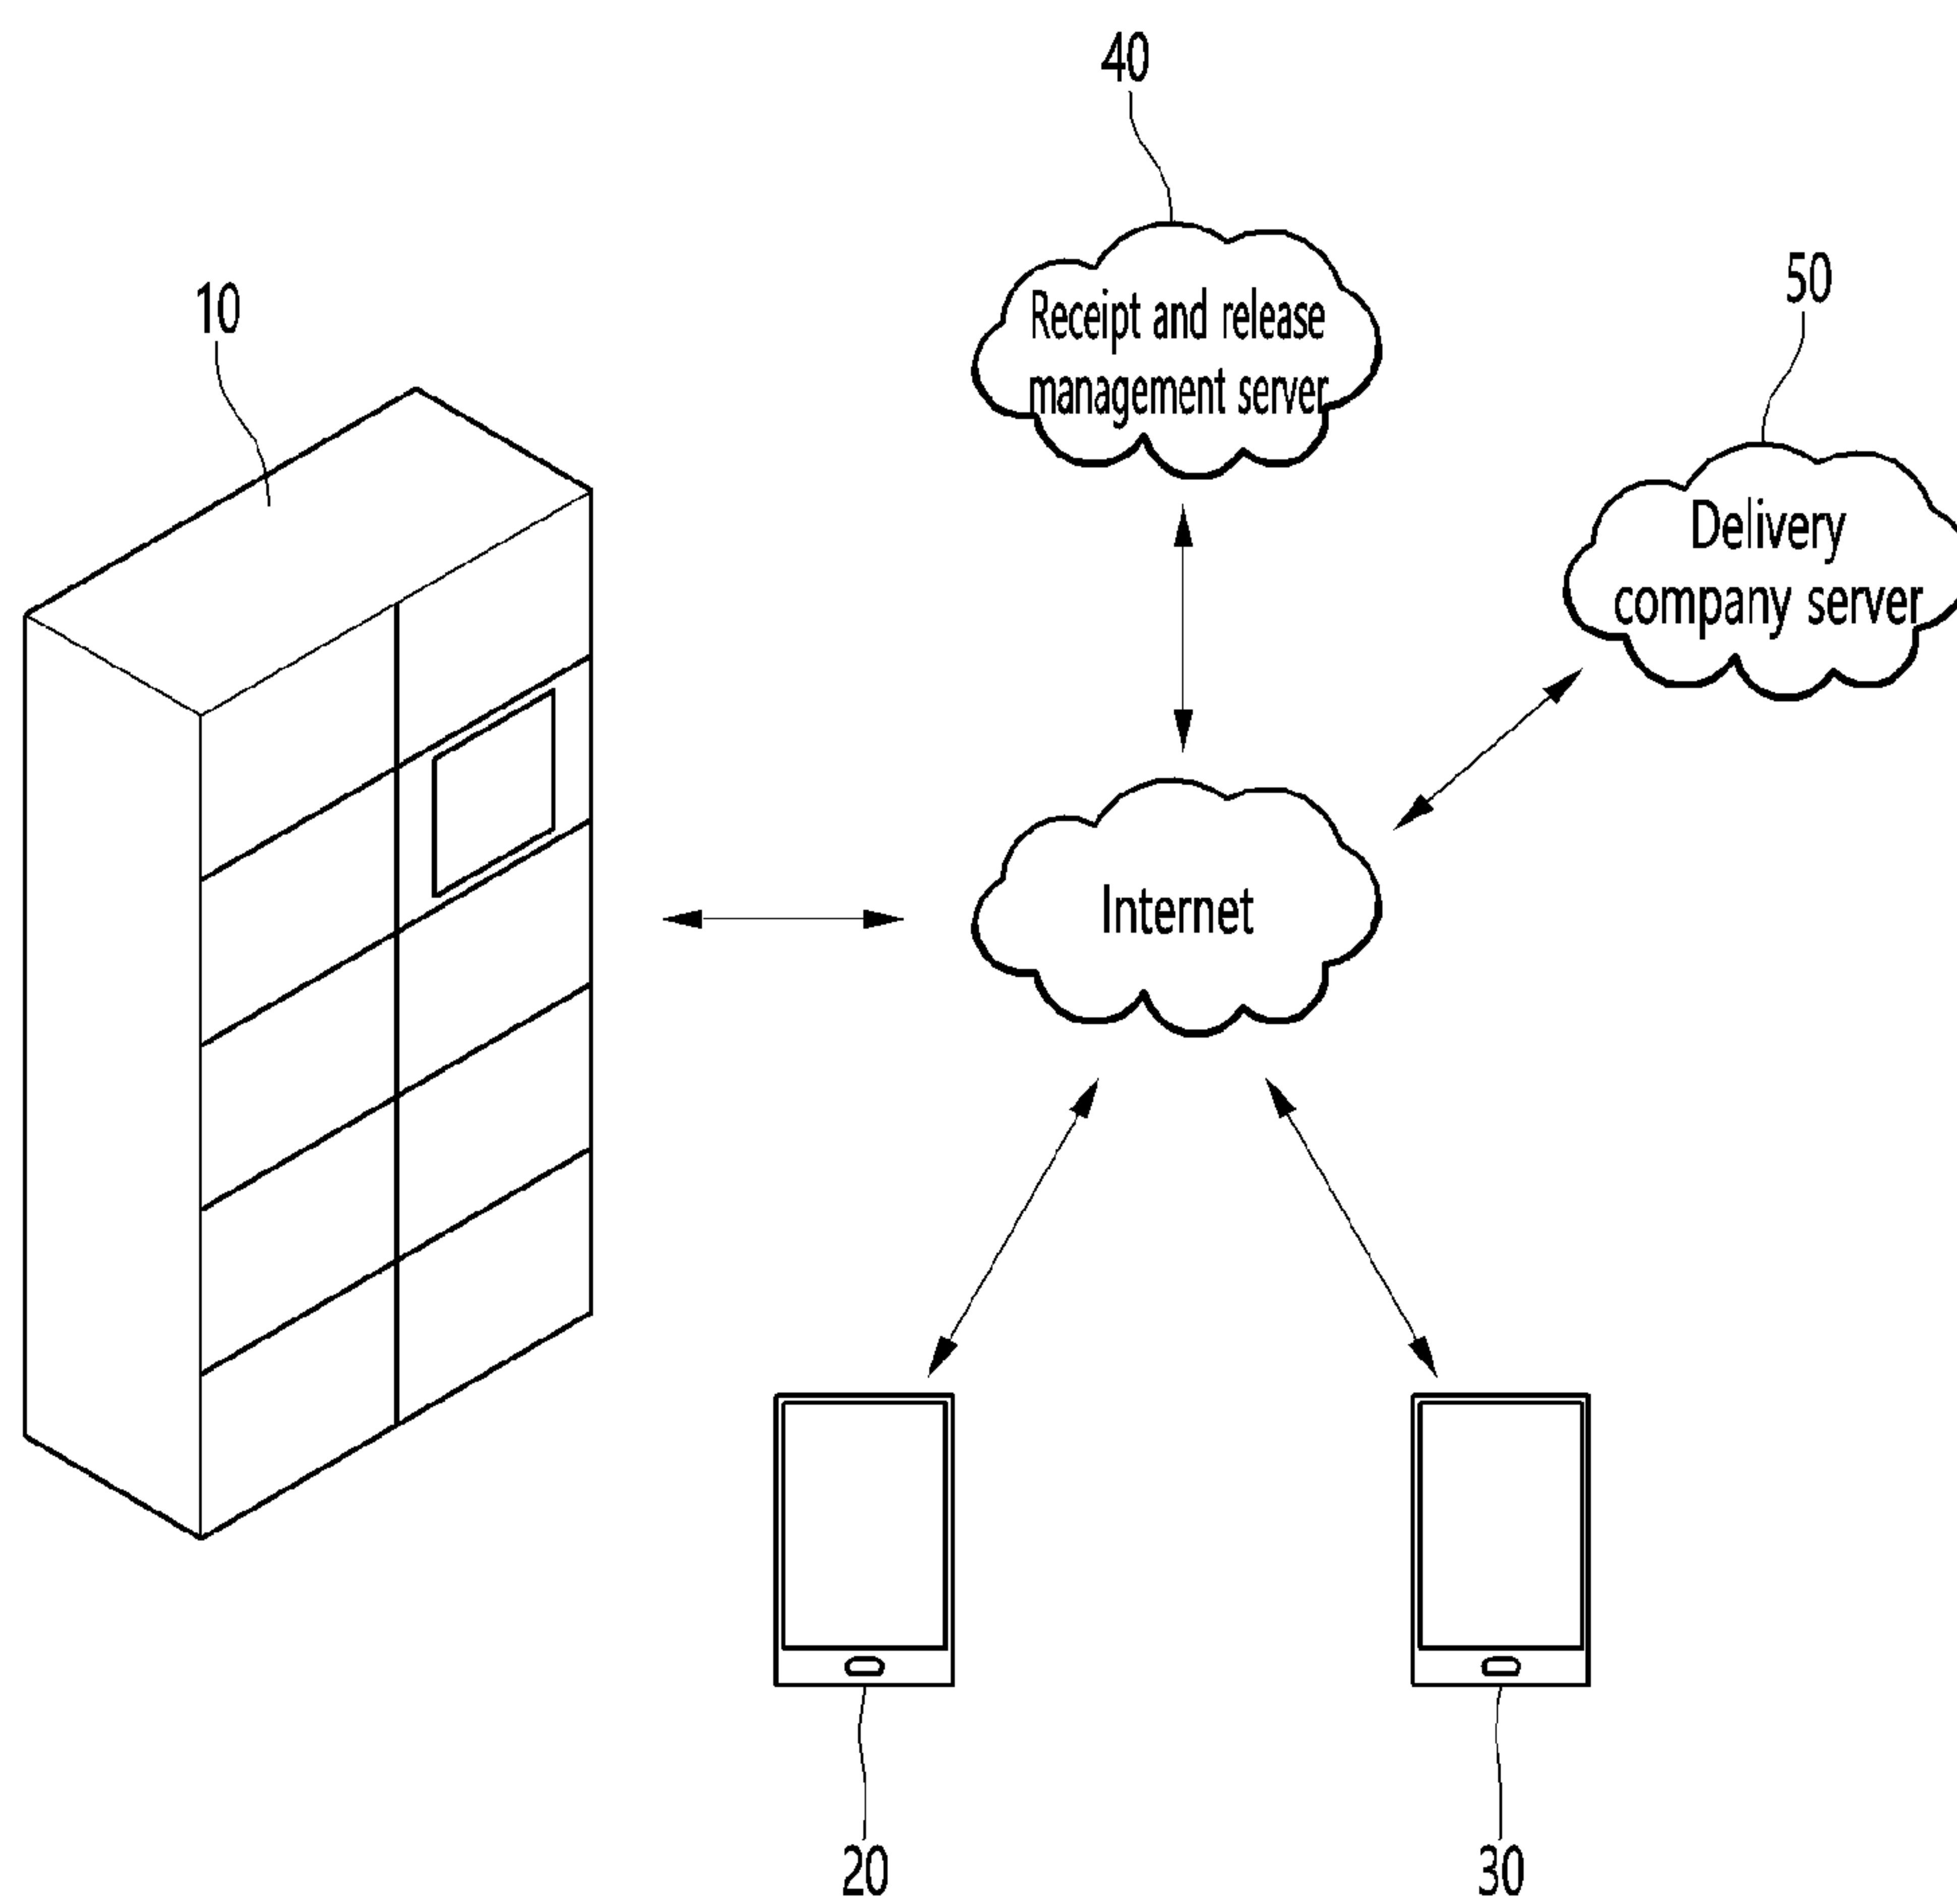 40
50
10
Receipt and release
management server
Delivery
company server
Internet
20
30